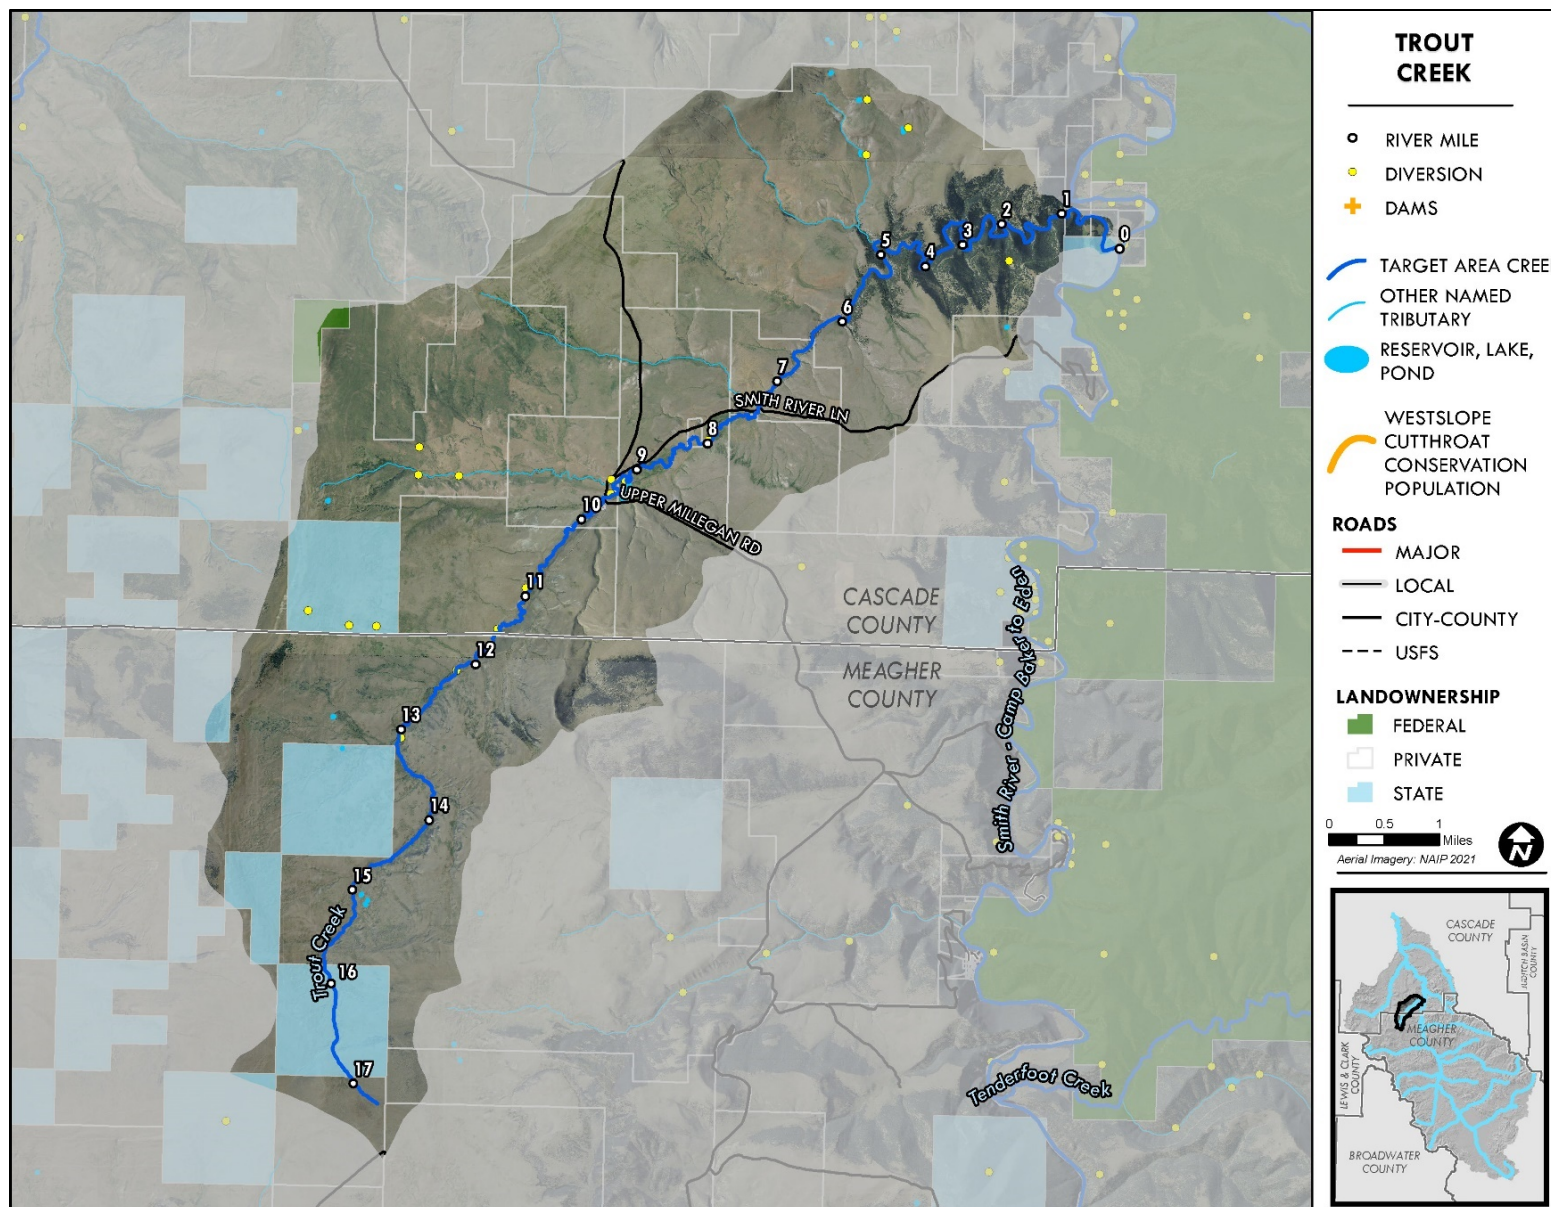 TROUT
CREEK
RIVER MILE
DIVERSION
DAMS
TARGET AREA CREE
OTHER NAMED
TRIBUTARY
RESERVOIR, LAKE,
POND
WESTSLOPE
CUTTHROAT
CONSERVATION
POPULATION
ROADS
MAJOR
LOCAL
CITY-COUNTY
USFS
LANDOWNERSHIP
FEDERAL
PRIVATE
STATE
0 0.5 1
Miles
Aerial Imagery: NAIP 2021
N
CASCADE
COUNTY
MEAGHER
COUNTY
LEWIS & CLARK
COUNTY
BROADWATER
COUNTY
COUNTY
0
1
2
3
4
5
6
7
SMITH RIVER LN
8
9
10
UPPER MILLEGAN RD
11
12
13
14
15
16
17
Trout Creek
CASCADE
COUNTY
MEAGHER
COUNTY
Smith River - Camp Baker to Eden
Tenderfoot Creek